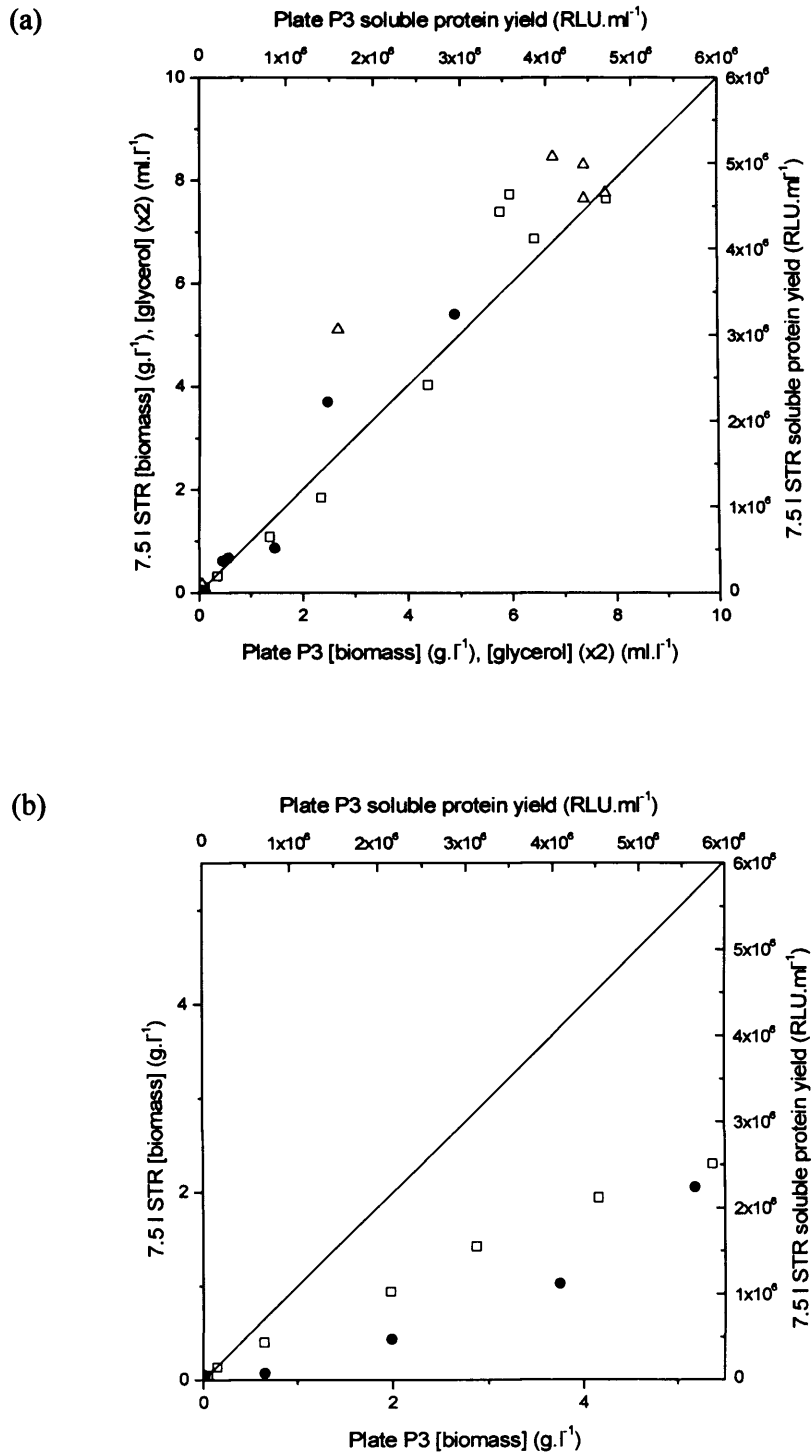 (a)
Plate P3 soluble protein yield (RLU.ml⁻¹)
0 1x10⁶ 2x10⁶ 3x10⁶ 4x10⁶ 5x10⁶ 6x10⁶
10
8
6
4
2
0
7.5 l STR [biomass] (g.l⁻¹), [glycerol] (x2) (ml.l⁻¹)
6x10⁶
5x10⁶
4x10⁶
3x10⁶
2x10⁶
1x10⁶
0
7.5 l STR soluble protein yield (RLU.ml⁻¹)
0 2 4 6 8 10
Plate P3 [biomass] (g.l⁻¹), [glycerol] (x2) (ml.l⁻¹)
(b)
Plate P3 soluble protein yield (RLU.ml⁻¹)
0 1x10⁶ 2x10⁶ 3x10⁶ 4x10⁶ 5x10⁶ 6x10⁶
4
2
0
7.5 l STR [biomass] (g.l⁻¹)
6x10⁶
5x10⁶
4x10⁶
3x10⁶
2x10⁶
1x10⁶
0
7.5 l STR soluble protein yield (RLU.ml⁻¹)
0 2 4
Plate P3 [biomass] (g.l⁻¹)